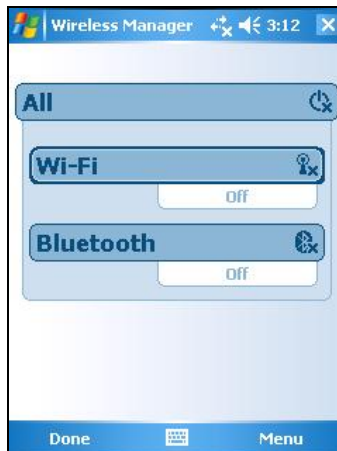 Wireless Manager 3:12
All
Wi-Fi
Off
Bluetooth
Off
Done Menu